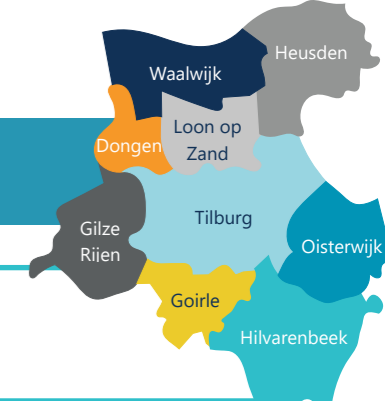 Heusden
Waalwijk
Loon op
Zand
Dongen
Tilburg
Gilze
Rijen
Oisterwijk
Goirle
Hilvarenbeek